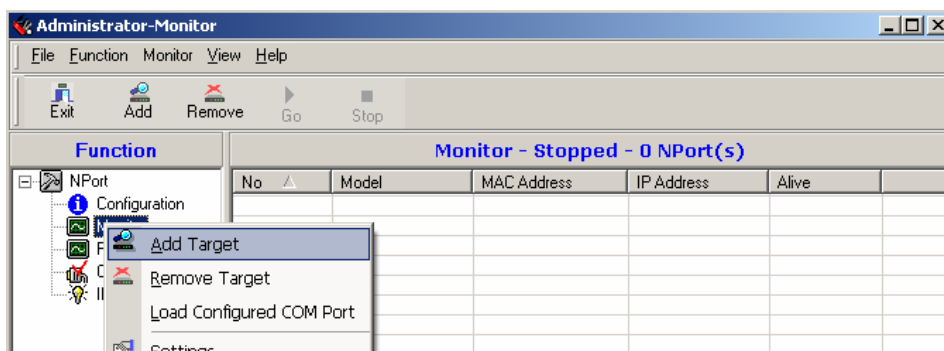 Administrator-Monitor
File Function Monitor View Help
Exit Add Remove Go Stop
Function
Monitor - Stopped - 0 NPort(s)
NPort
No Model MAC Address IP Address Alive
Configuration
Add Target
Remove Target
Load Configured COM Port
Settings